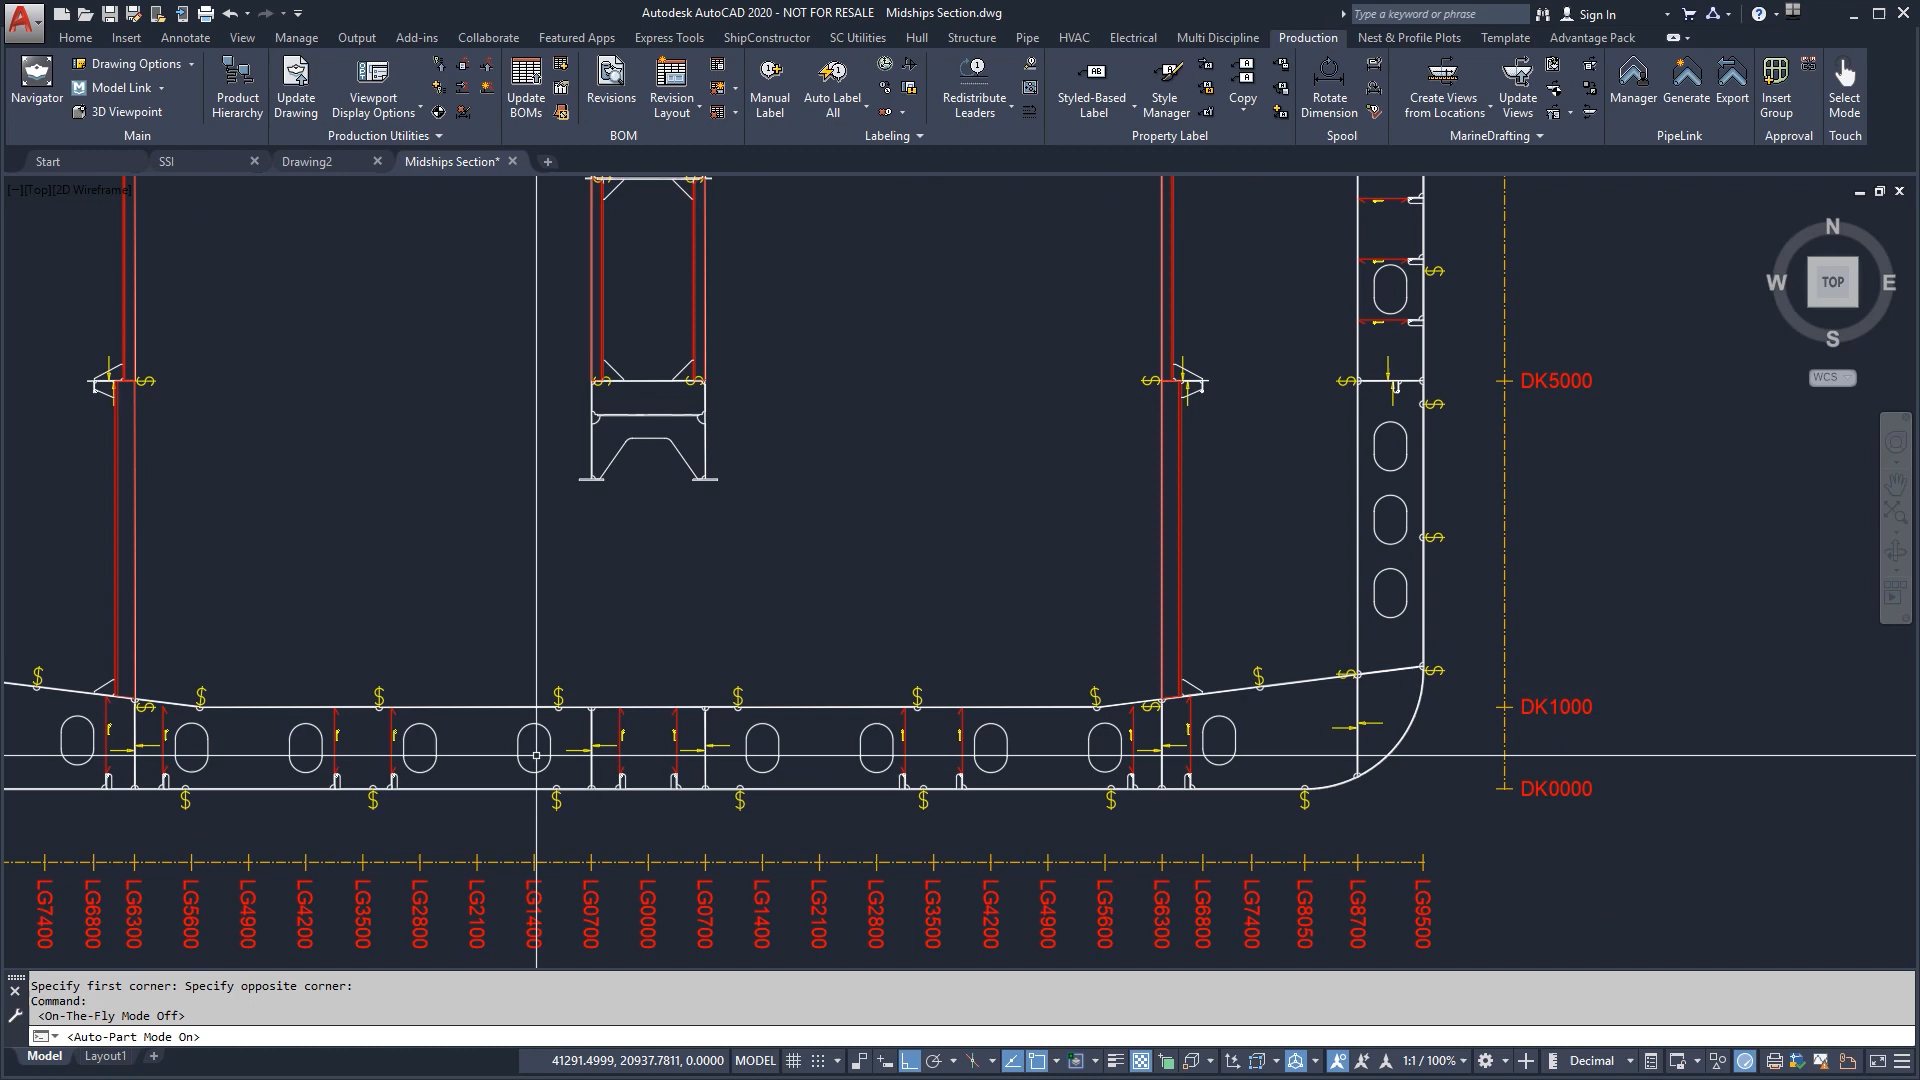 Autodesk AutoCAD 2020 - NOT FOR RESALE Midships Section.dwg
Type a keyword or phrase
Sign In
Home Insert Annotate View Manage Output Add-ins Collaborate Featured Apps Express Tools ShipConstructor SC Utilities Hull Structure Pipe HVAC Electrical Multi Discipline Production Nest & Profile Plots Template Advantage Pack
Navigator
Drawing Options
Model Link
3D Viewpoint
Main
Product Hierarchy
Update Drawing
Viewport Display Options
Production Utilities
Update BOMs
Revisions
Revision Layout
BOM
Manual Label
Auto Label All
Redistribute Leaders
Labeling
Styled-Based Label
Style Manager
Copy
Property Label
Rotate Dimension
Spool
Create Views from Locations
Update Views
MarineDrafting
Manager
Generate
Export
PipeLink
Insert Group
Approval
Select Mode
Touch
Start SSI Drawing2 Midships Section*
[−][Top][2D Wireframe]
N
W TOP E
S
WCS
DK5000
DK1000
DK0000
LG7400 LG6800 LG6300 LG5600 LG4900 LG4200 LG3500 LG2800 LG2100 LG1400 LG0700 LG0000 LG0700 LG1400 LG2100 LG2800 LG3500 LG4200 LG4900 LG5600 LG6300 LG6800 LG7400 LG8050 LG8700 LG9500
Specify first corner: Specify opposite corner:
Command:
<On-The-Fly Mode Off>
<Auto-Part Mode On>
Model Layout1
41291.4999, 20937.7811, 0.0000 MODEL 1:1 / 100% Decimal